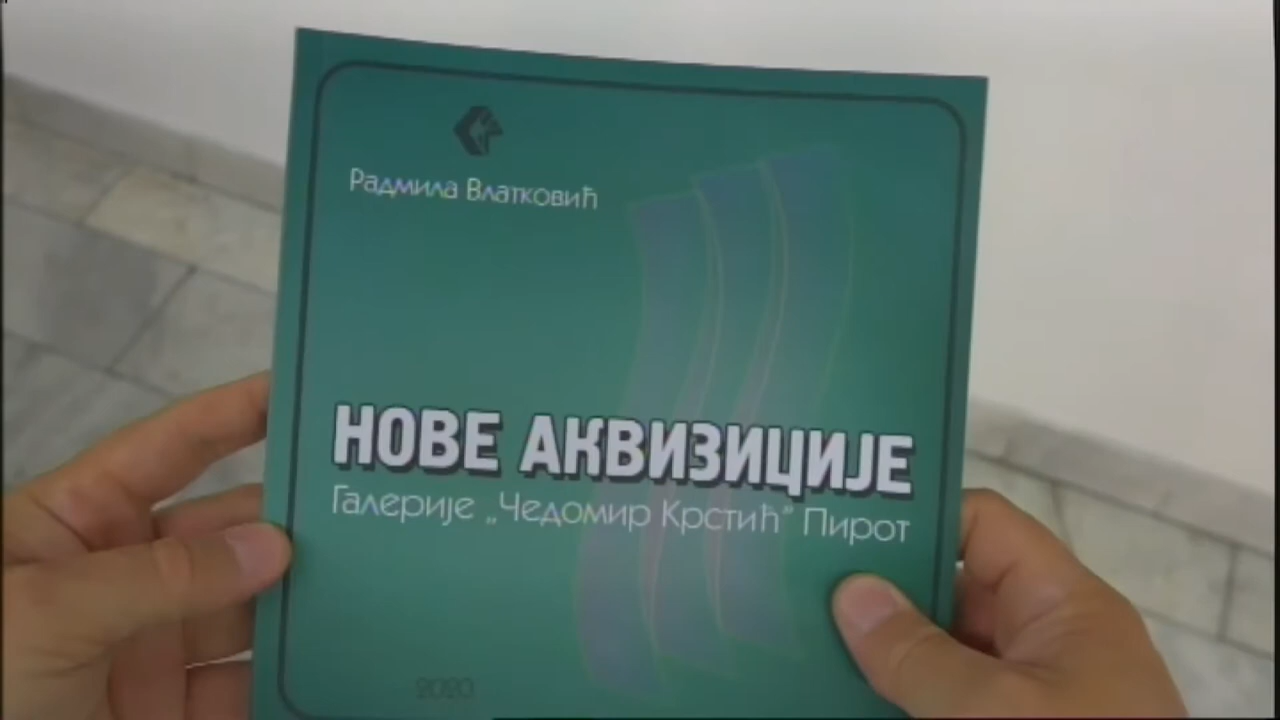 Радмила Влатковић
НОВЕ АКВИЗИЦИЈЕ
Галерије „Чедомир Крстић“ Пирот
2020